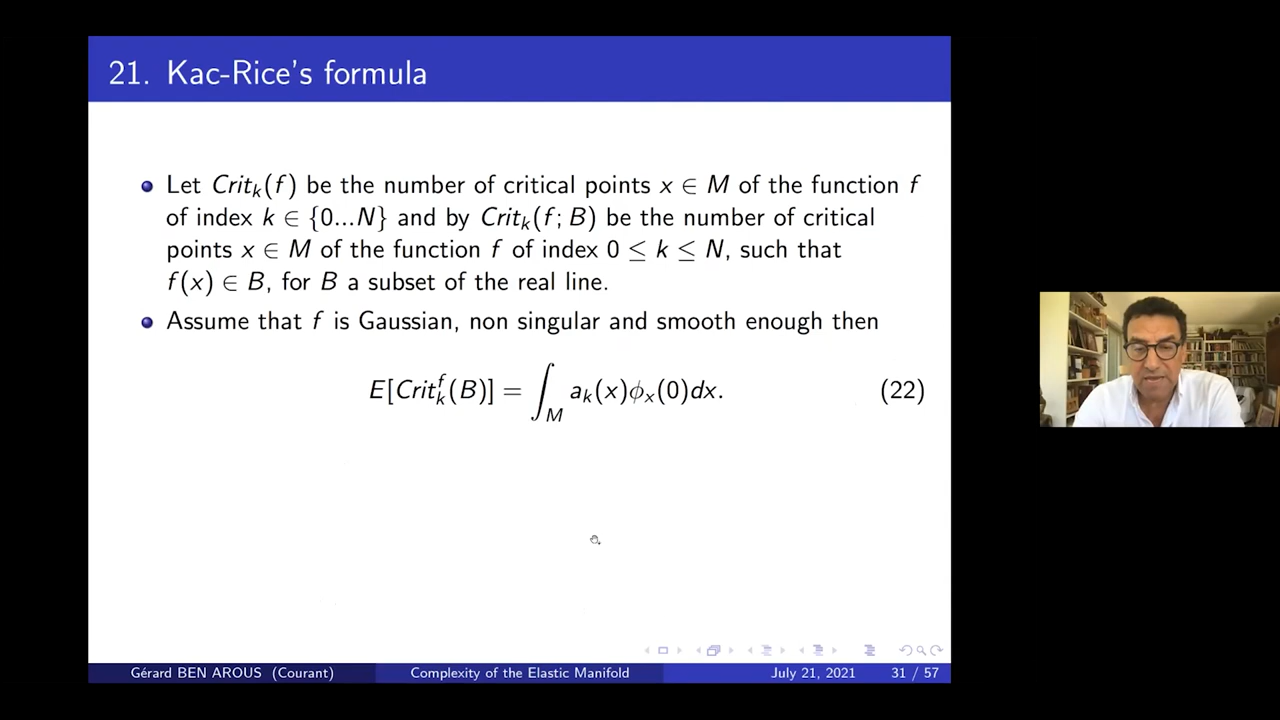 21. Kac-Rice's formula
Let Crit_k(f) be the number of critical points x ∈ M of the function f
of index k ∈ {0...N} and by Crit_k(f; B) be the number of critical
points x ∈ M of the function f of index 0 ≤ k ≤ N, such that
f(x) ∈ B, for B a subset of the real line.
Assume that f is Gaussian, non singular and smooth enough then
E[Crit_k^f(B)] = ∫_M a_k(x)ϕ_x(0)dx. (22)
Gérard BEN AROUS (Courant) Complexity of the Elastic Manifold July 21, 2021 31 / 57